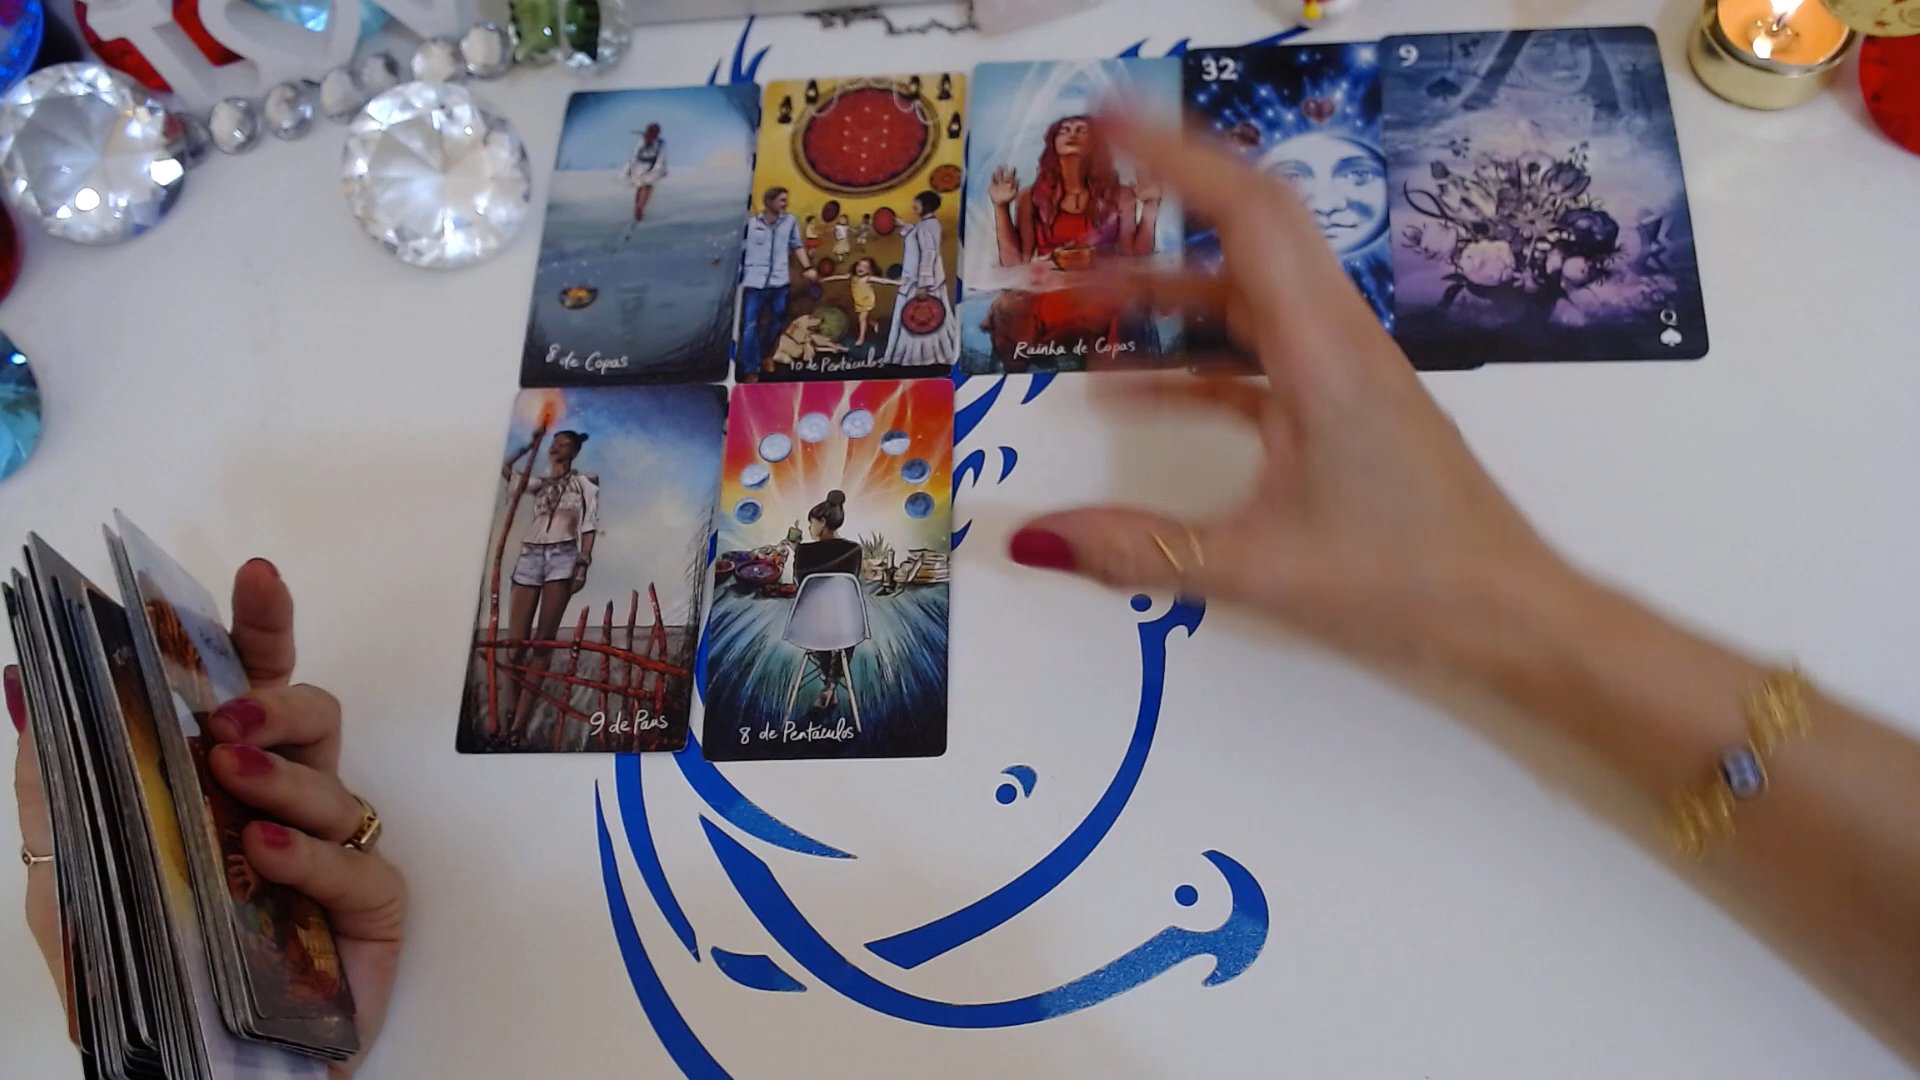 8 de Copas
10 de Pentáculos
Rainha de Copas
32
9
Q
9 de Paus
8 de Pentáculos